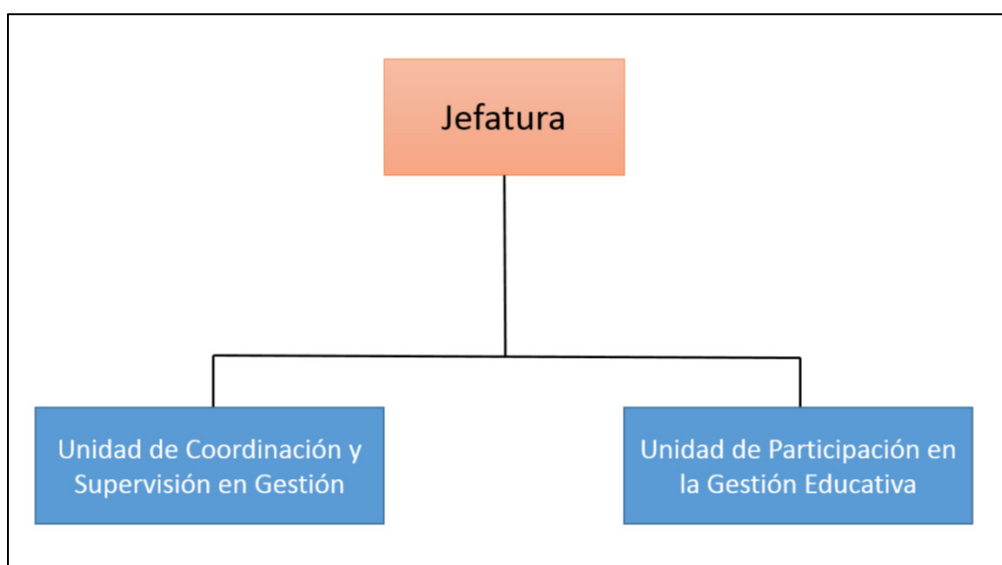 Jefatura
Unidad de Coordinación y
Supervisión en Gestión
Unidad de Participación en
la Gestión Educativa